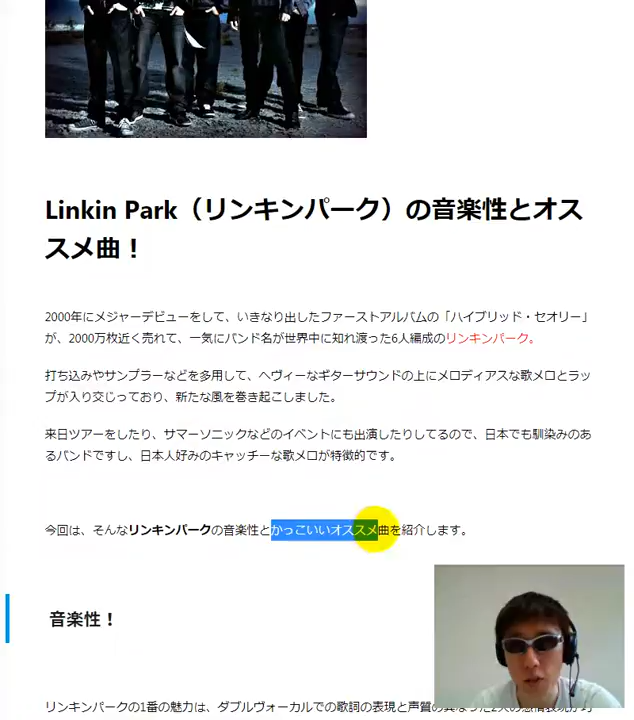 Linkin Park（リンキンパーク）の音楽性とオス
スメ曲！
2000年にメジャーデビューをして、いきなり出したファーストアルバムの「ハイブリッド・セオリー」
が、2000万枚近く売れて、一気にバンド名が世界中に知れ渡った6人編成のリンキンパーク。
打ち込みやサンプラーなどを多用して、ヘヴィーなギターサウンドの上にメロディアスな歌メロとラッ
プが入り交じっており、新たな風を巻き起こしました。
来日ツアーをしたり、サマーソニックなどのイベントにも出演したりしてるので、日本でも馴染みのあ
るバンドですし、日本人好みのキャッチーな歌メロが特徴的です。
今回は、そんなリンキンパークの音楽性とかっこいいオススメ曲を紹介します。
音楽性！
リンキンパークの1番の魅力は、ダブルヴォーカルでの歌詞の表現と声質の異なった2人の感情表現が